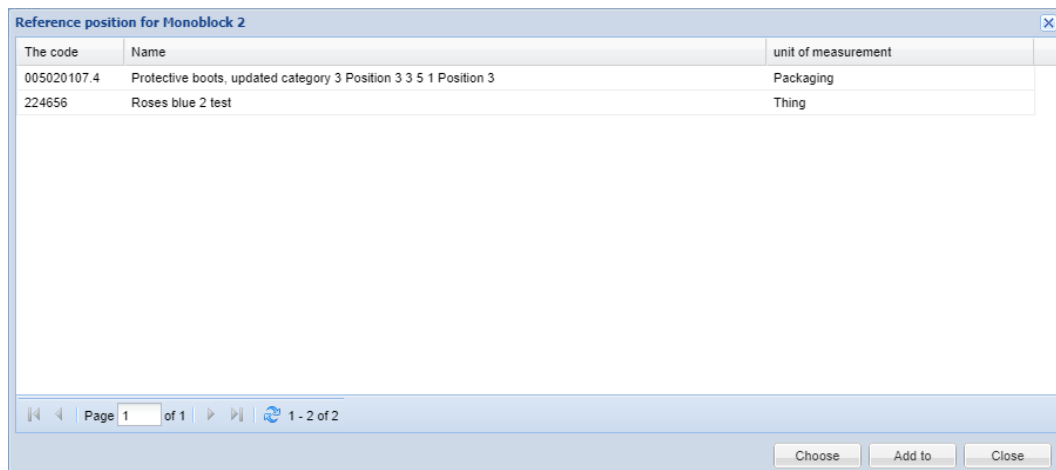 Reference position for Monoblock 2
The code Name unit of measurement
005020107.4 Protective boots, updated category 3 Position 3 3 5 1 Position 3 Packaging
224656 Roses blue 2 test Thing
Page 1 of 1 1 - 2 of 2
Choose Add to Close